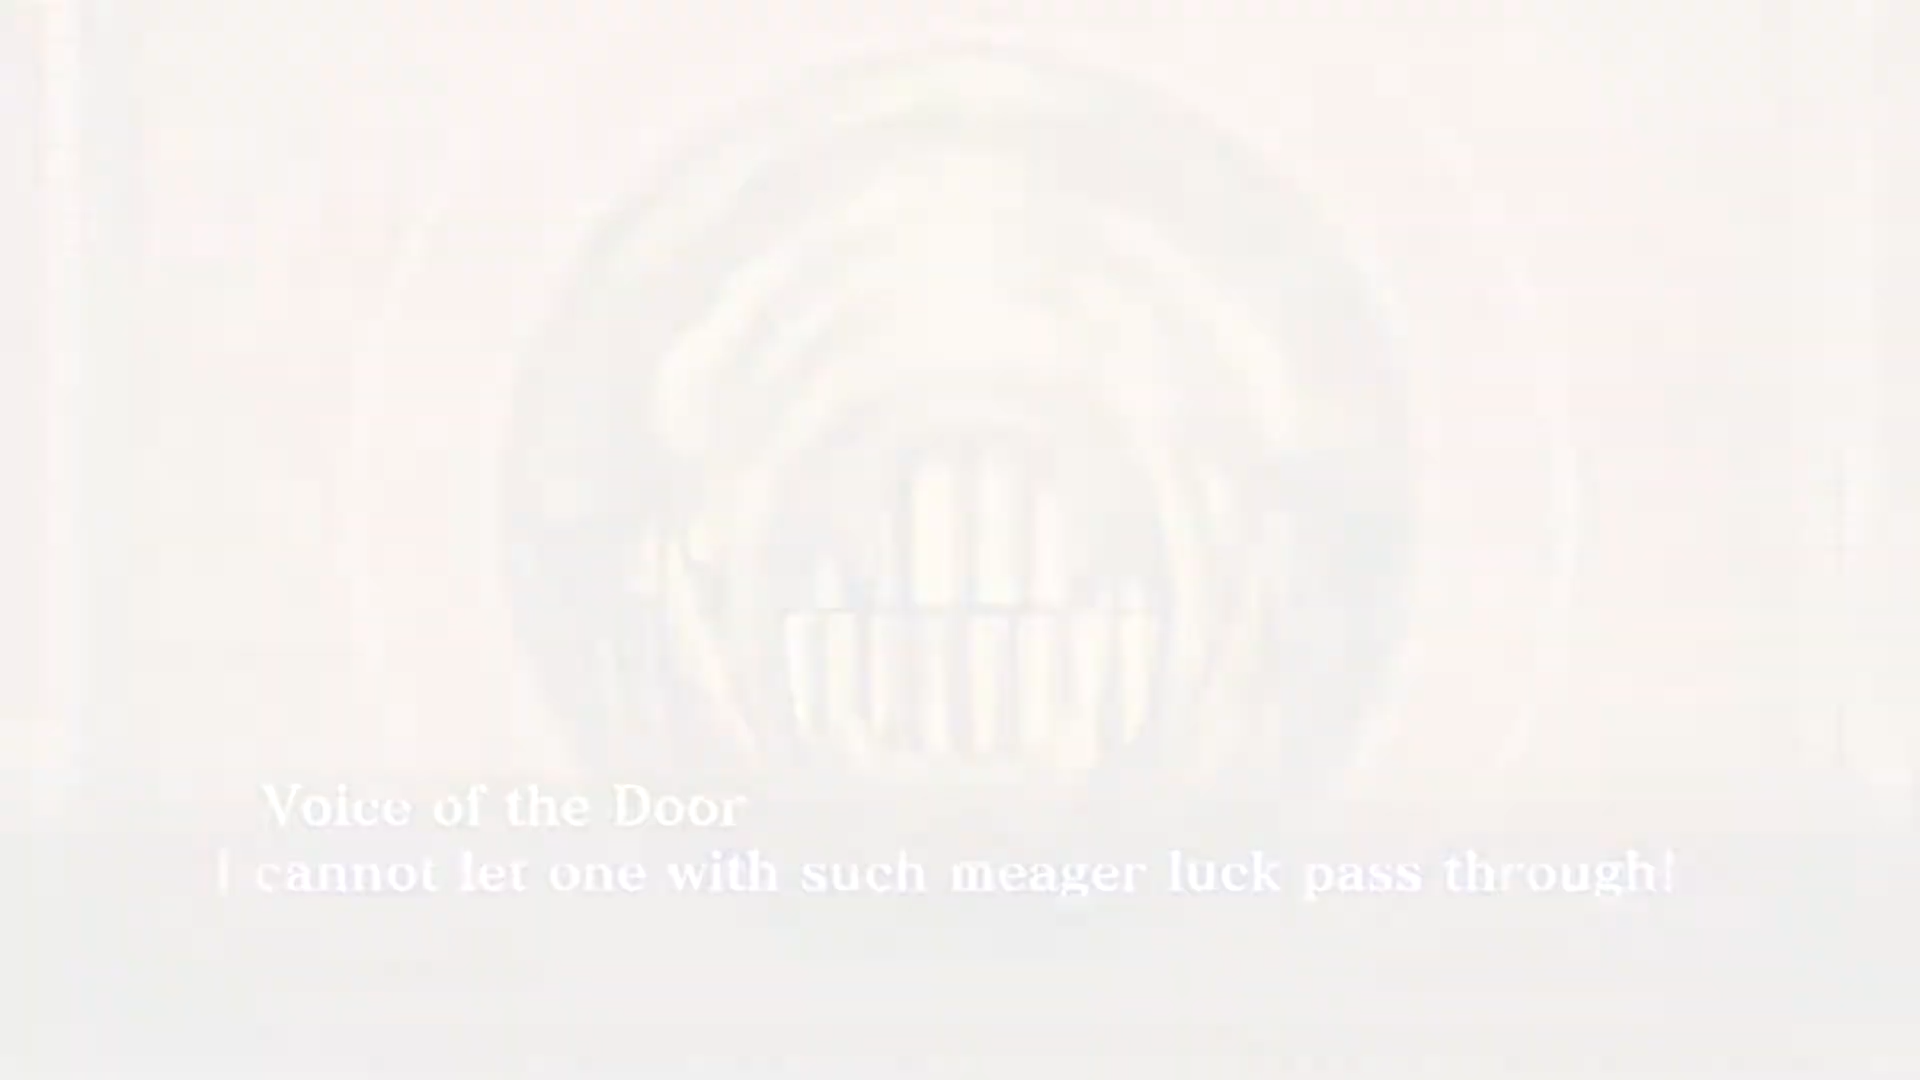 Voice of the Door
I cannot let one with such meager luck pass through!